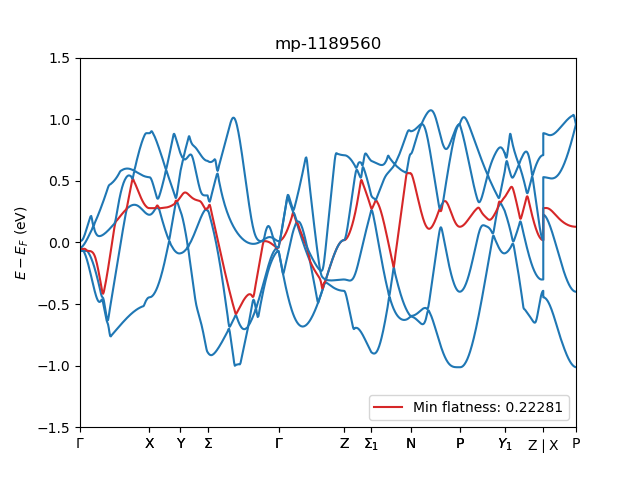 mp-1189560
1.5
1.0
0.5
0.0
−0.5
−1.0
−1.5
E − E_F (eV)
Min flatness: 0.22281
Γ X Y Σ Γ Z Σ₁ N P Y₁ Z | X P